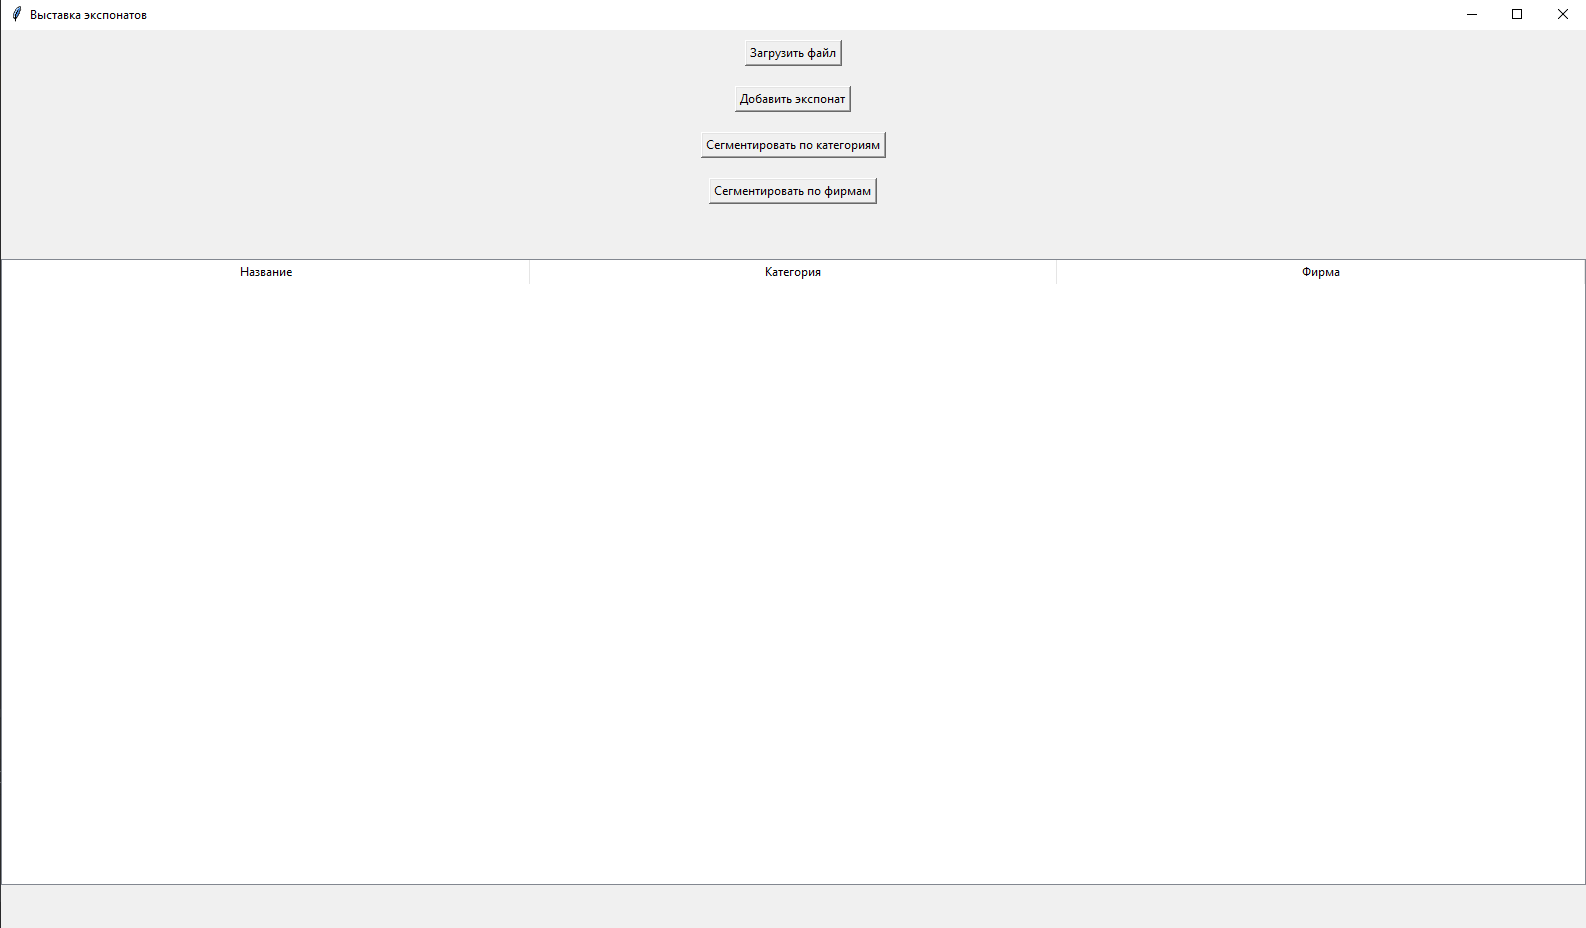 Выставка экспонатов
Загрузить файл
Добавить экспонат
Сегментировать по категориям
Сегментировать по фирмам
Название Категория Фирма